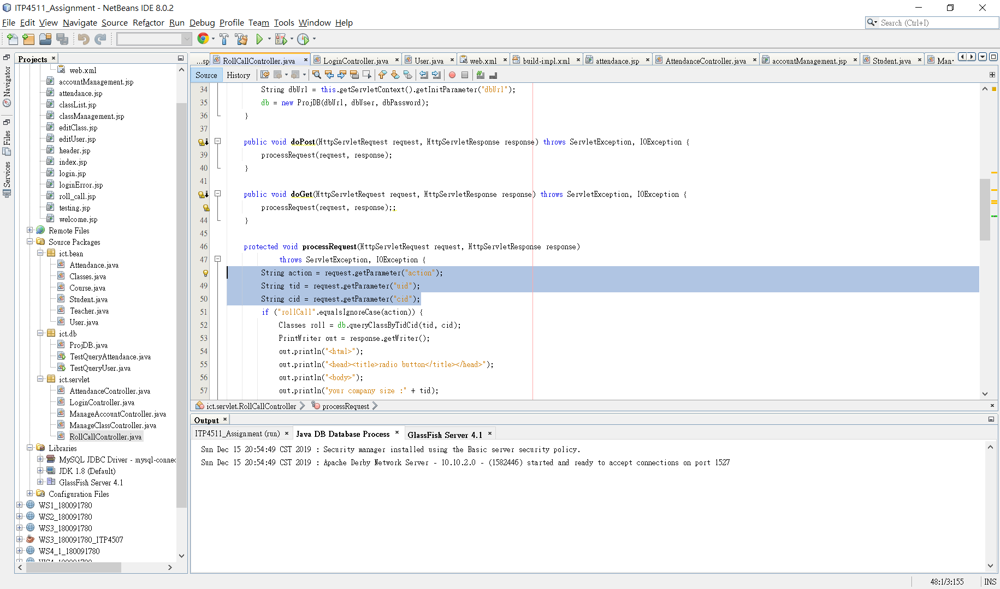 ITP4511_Assignment - NetBeans IDE 8.0.2
File Edit View Navigate Source Refactor Run Debug Profile Team Tools Window Help
Search (Ctrl+I)
Navigator
Files
Services
Projects
web.xml
accountManagement.jsp
attendance.jsp
classList.jsp
classManagement.jsp
editClass.jsp
editUser.jsp
header.jsp
index.jsp
login.jsp
loginError.jsp
roll_call.jsp
testing.jsp
welcome.jsp
Remote Files
Source Packages
ict.bean
Attendance.java
Classes.java
Course.java
Student.java
Teacher.java
User.java
ict.db
ProjDB.java
TestQueryAttendance.java
TestQueryUser.java
ict.servlet
AttendanceController.java
LoginController.java
ManageAccountController.java
ManageClassController.java
RollCallController.java
Libraries
MySQL JDBC Driver - mysql-connec
JDK 1.8 (Default)
GlassFish Server 4.1
Configuration Files
WS1_180091780
WS2_180091780
WS3_180091780
WS3_180091780_ITP4507
WS4_1_180091780
WS4_180091780
...sp RollCallController.java LoginController.java User.java web.xml build-impl.xml attendance.jsp AttendanceController.java accountManagement.jsp Student.java Man
Source History
34 String dbUrl = this.getServletContext().getInitParameter("dbUrl");
35 db = new ProjDB(dbUrl, dbUser, dbPassword);
36 }
37
public void doPost(HttpServletRequest request, HttpServletResponse response) throws ServletException, IOException {
39 processRequest(request, response);
40 }
41
public void doGet(HttpServletRequest request, HttpServletResponse response) throws ServletException, IOException {
processRequest(request, response);;
44 }
45
46 protected void processRequest(HttpServletRequest request, HttpServletResponse response)
47 throws ServletException, IOException {
String action = request.getParameter("action");
49 String tid = request.getParameter("uid");
50 String cid = request.getParameter("cid");
51 if ("rollCall".equalsIgnoreCase(action)) {
52 Classes roll = db.queryClassByTidCid(tid, cid);
53 PrintWriter out = response.getWriter();
54 out.println("<html>");
55 out.println("<head><title>radio button</title></head>");
56 out.println("<body>");
57 out.println("your company size :" + tid);
ict.servlet.RollCallController processRequest
Output
ITP4511_Assignment (run) Java DB Database Process GlassFish Server 4.1
Sun Dec 15 20:54:49 CST 2019 : Security manager installed using the Basic server security policy.
Sun Dec 15 20:54:49 CST 2019 : Apache Derby Network Server - 10.10.2.0 - (1582446) started and ready to accept connections on port 1527
48:1/3:155 INS